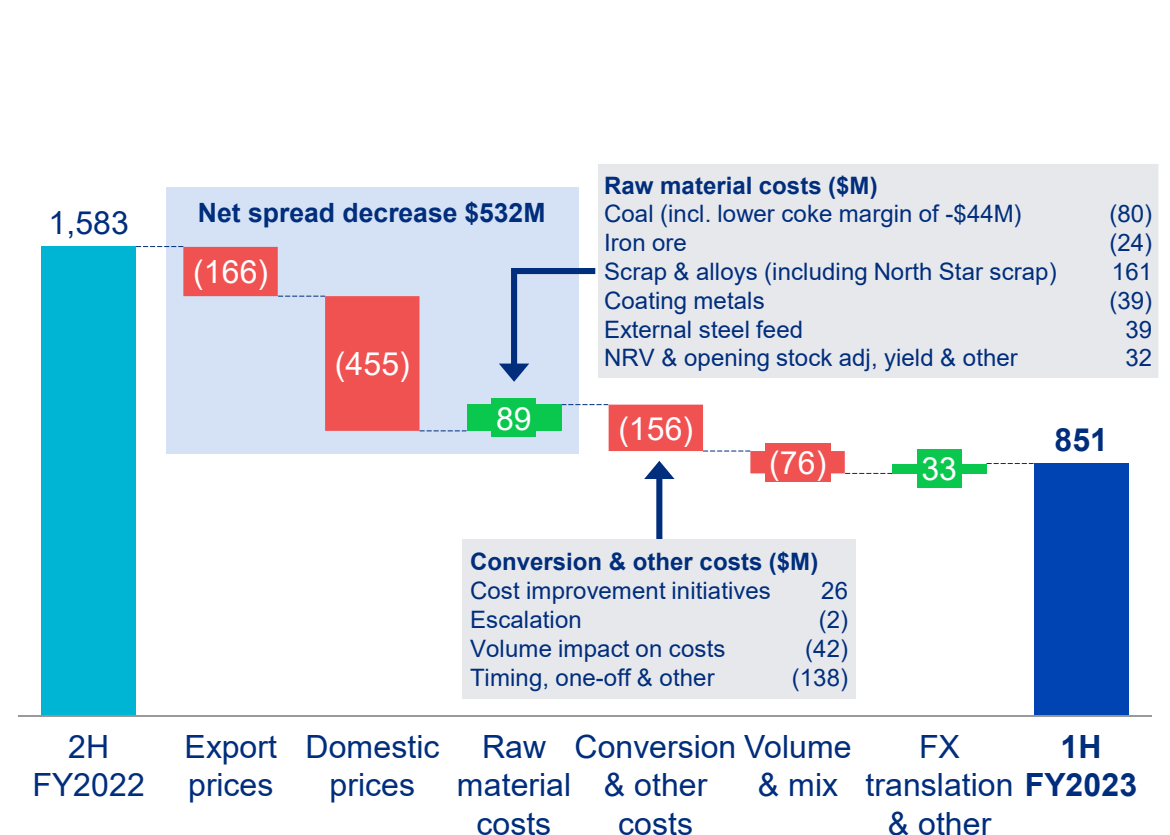 Net spread decrease $532M
1,583
(166)
(455)
89
(156)
(76)
33
851
Raw material costs ($M)
Coal (incl. lower coke margin of -$44M) (80)
Iron ore (24)
Scrap & alloys (including North Star scrap) 161
Coating metals (39)
External steel feed 39
NRV & opening stock adj, yield & other 32
Conversion & other costs ($M)
Cost improvement initiatives 26
Escalation (2)
Volume impact on costs (42)
Timing, one-off & other (138)
2H
FY2022
Export
prices
Domestic
prices
Raw
material
costs
Conversion
& other
costs
Volume
& mix
FX
translation
& other
1H
FY2023